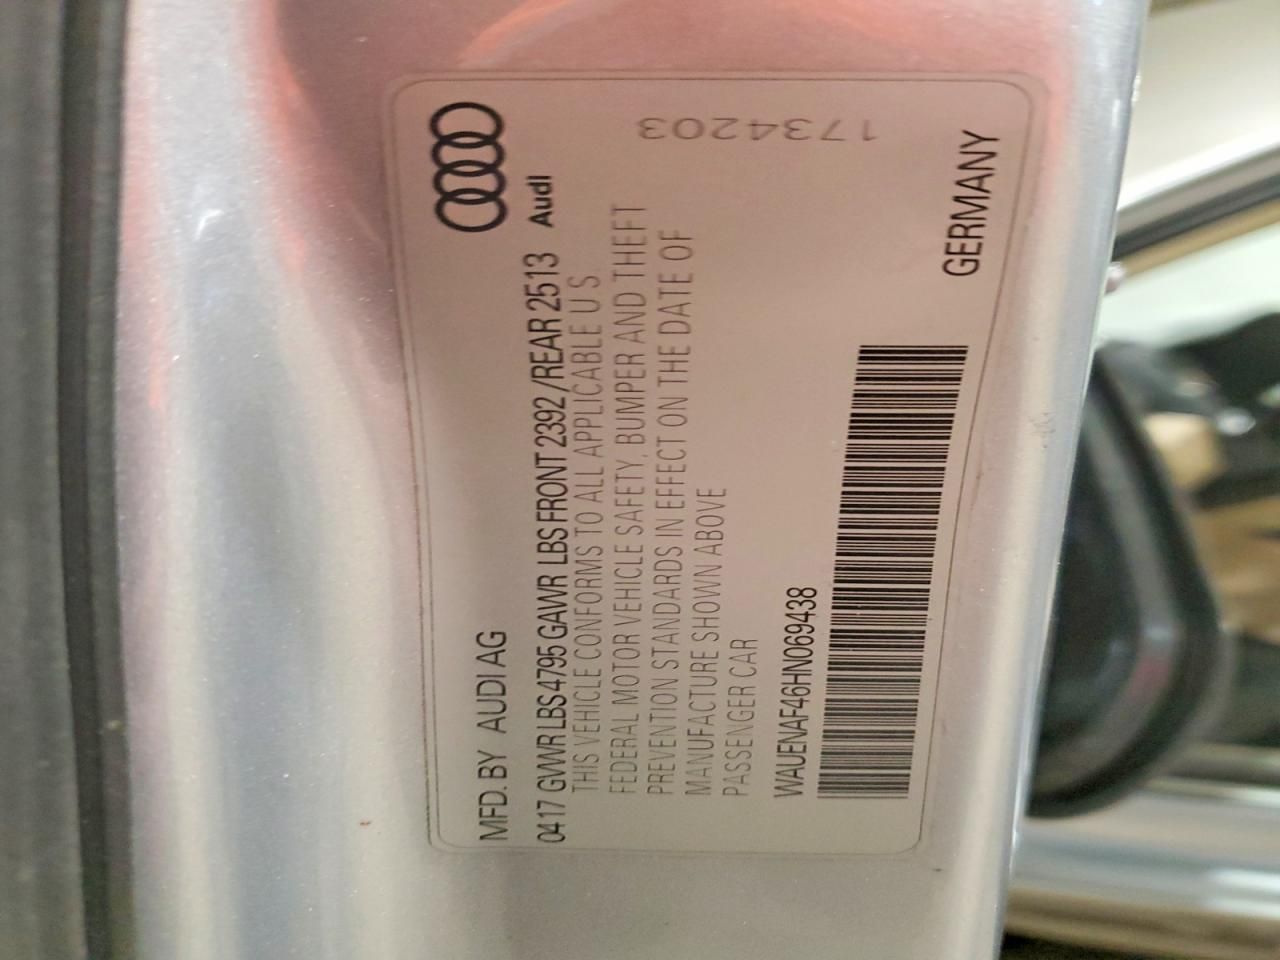 MFD. BY AUDI AG
Audi
0417 GVWR LBS 4795 GAWR LBS FRONT 2392 / REAR 2513
THIS VEHICLE CONFORMS TO ALL APPLICABLE U S
FEDERAL MOTOR VEHICLE SAFETY, BUMPER AND THEFT
PREVENTION STANDARDS IN EFFECT ON THE DATE OF
MANUFACTURE SHOWN ABOVE
PASSENGER CAR
1734203
WAUENAF46HN069438
GERMANY